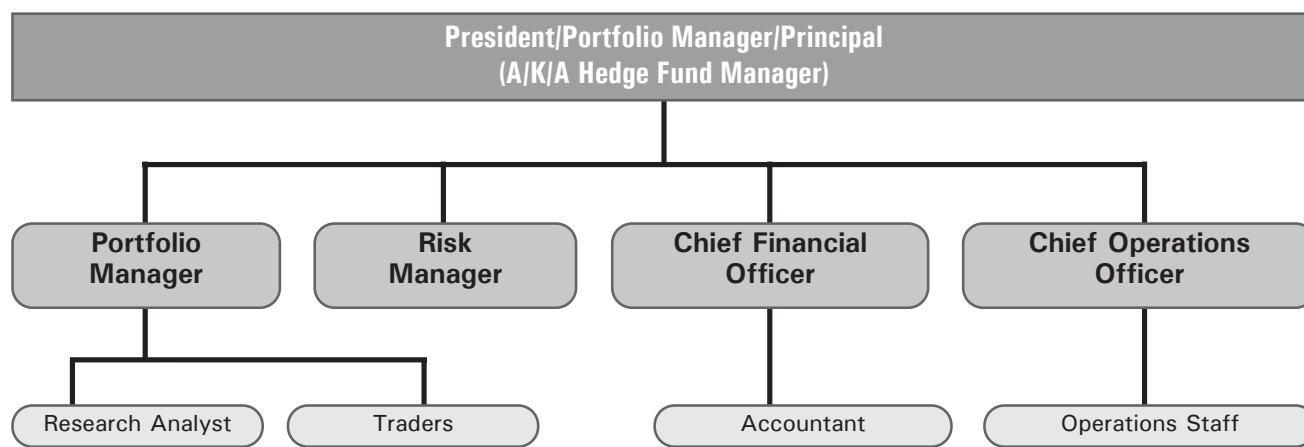 President/Portfolio Manager/Principal
(A/K/A Hedge Fund Manager)
Portfolio
Manager
Risk
Manager
Chief Financial
Officer
Chief Operations
Officer
Research Analyst
Traders
Accountant
Operations Staff